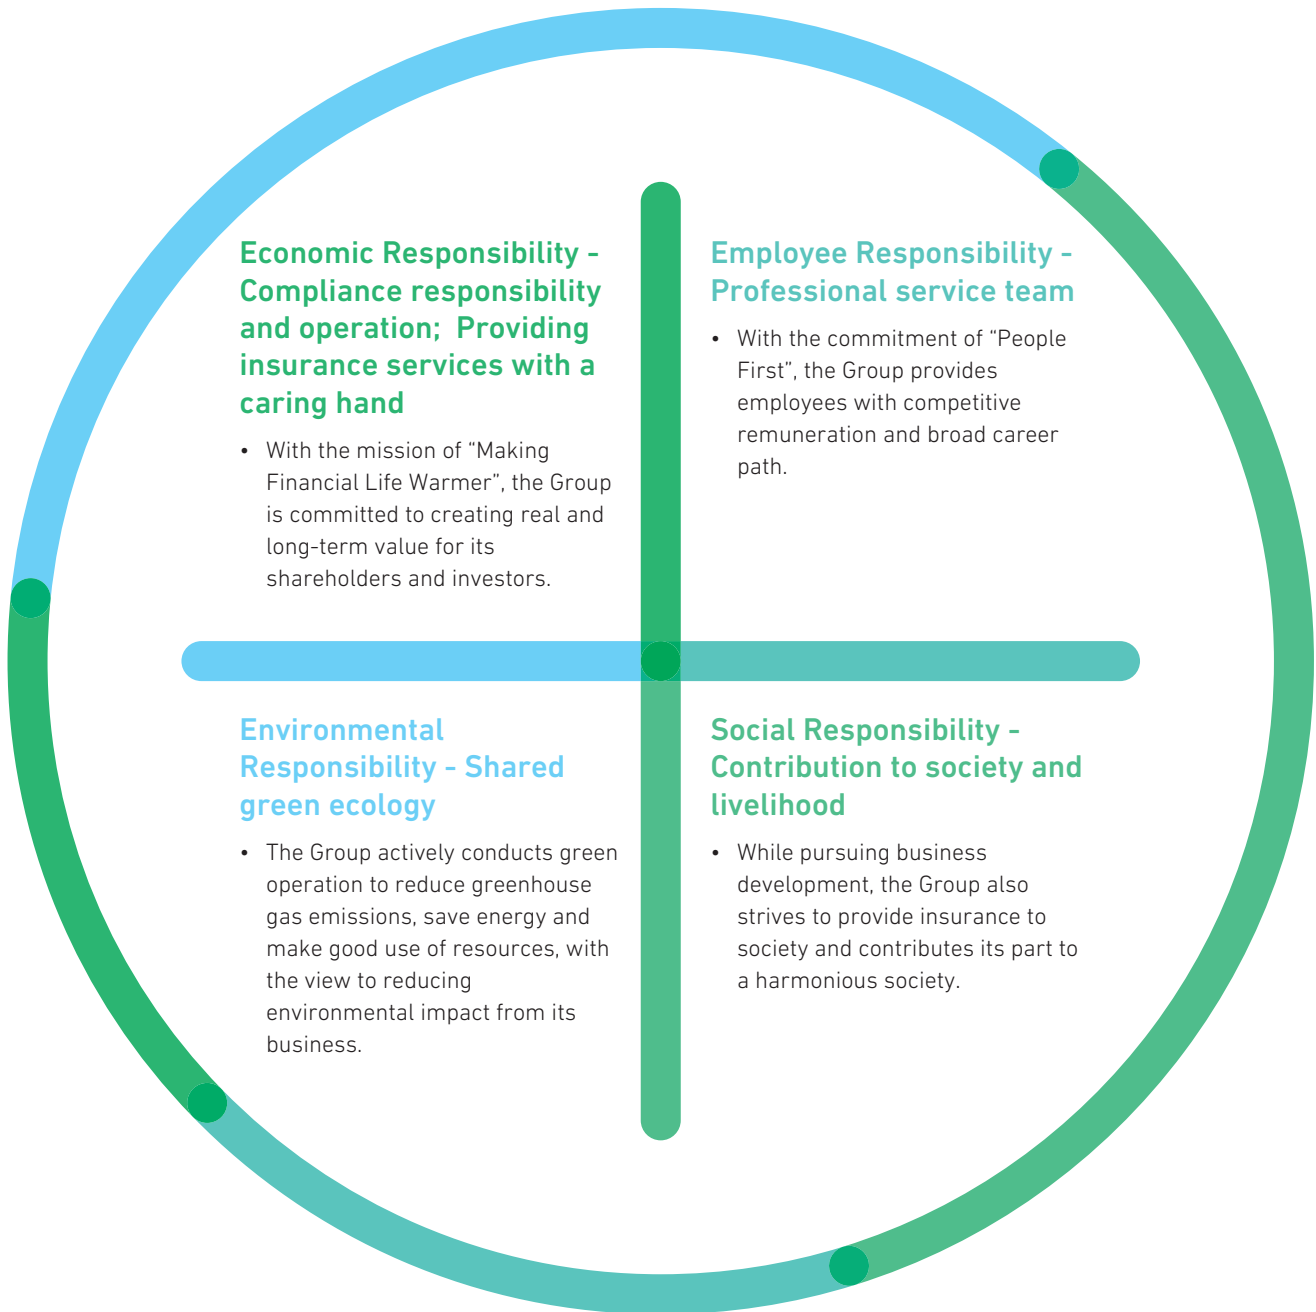 Economic Responsibility -
Compliance responsibility
and operation;  Providing
insurance services with a
caring hand
• With the mission of “Making
Financial Life Warmer”, the Group
is committed to creating real and
long-term value for its
shareholders and investors.
Employee Responsibility -
Professional service team
• With the commitment of “People
First”, the Group provides
employees with competitive
remuneration and broad career
path.
Environmental
Responsibility - Shared
green ecology
• The Group actively conducts green
operation to reduce greenhouse
gas emissions, save energy and
make good use of resources, with
the view to reducing
environmental impact from its
business.
Social Responsibility -
Contribution to society and
livelihood
• While pursuing business
development, the Group also
strives to provide insurance to
society and contributes its part to
a harmonious society.